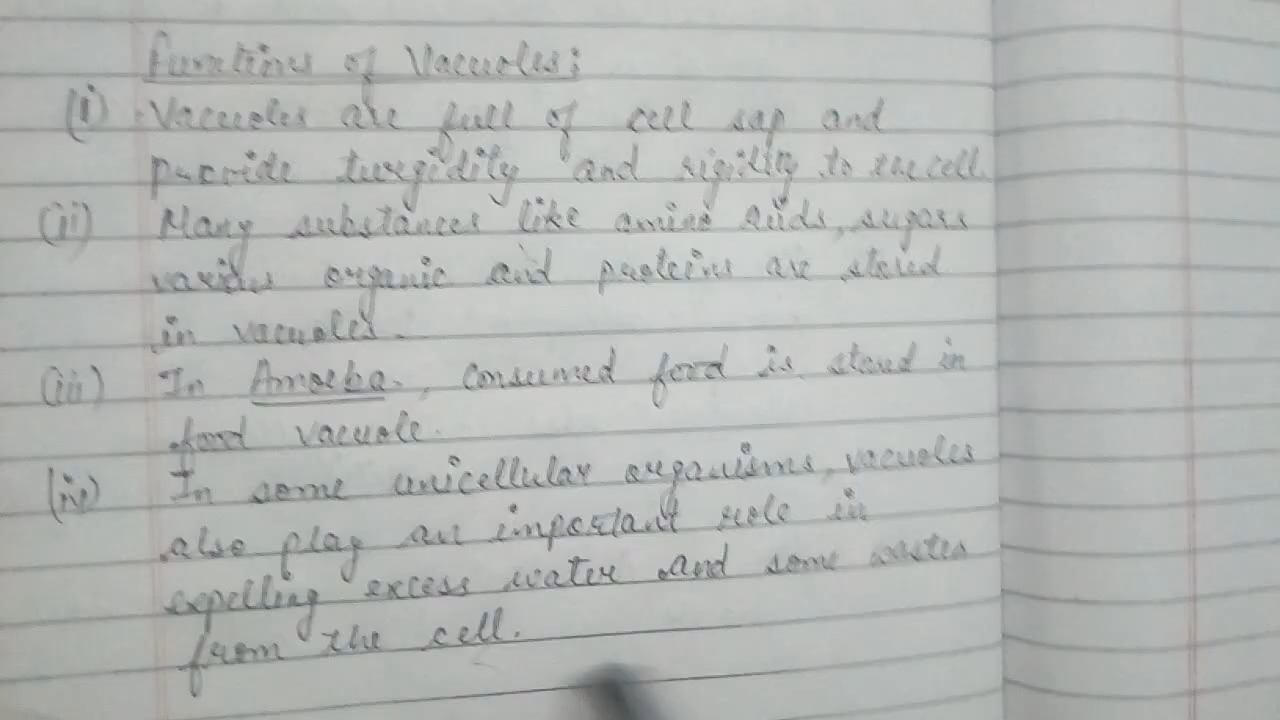 Functions of Vacuoles:
(i) Vacuoles are full of cell sap and
provide turgidity and rigility to the cell.
(ii) Many substances like amino acids, sugars
various organic and proteins are stored
in vacuoles.
(iii) In Amoeba, consumed food is stored in
food vacuole.
(iv) In some unicellular organisms, vacuoles
also play an important role in
expelling excess water and some wastes
from the cell.